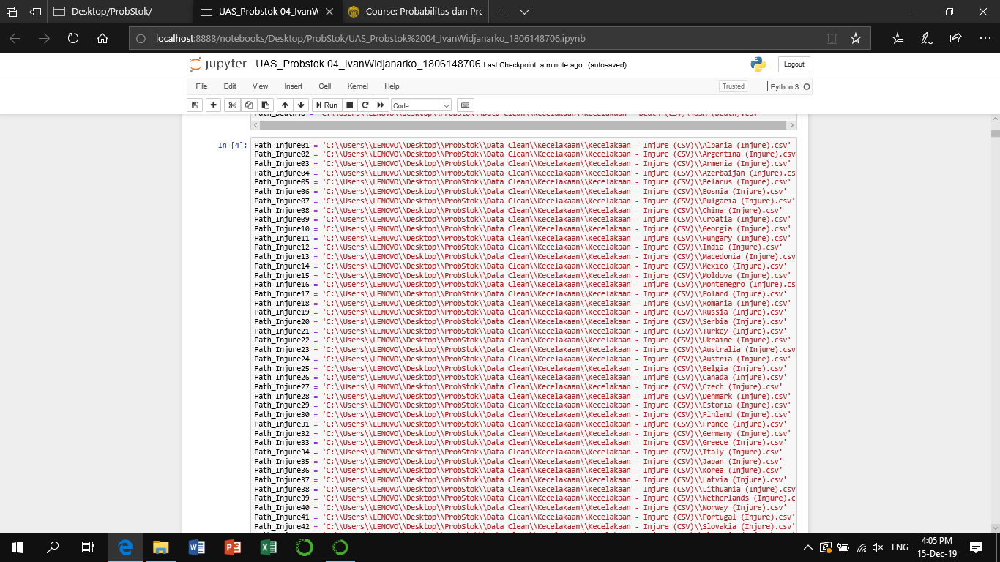 Desktop/ProbStok/
UAS_Probstok 04_IvanW
Course: Probabilitas dan Pro
localhost:8888/notebooks/Desktop/ProbStok/UAS_Probstok%2004_IvanWidjanarko_1806148706.ipynb
jupyter UAS_Probstok 04_IvanWidjanarko_1806148706 Last Checkpoint: a minute ago (autosaved)
Logout
File Edit View Insert Cell Kernel Help
Trusted
Python 3
Run
Code
In [4]:
Path_Injure01 = 'C:\\Users\\LENOVO\\Desktop\\ProbStok\\Data Clean\\Kecelakaan\\Kecelakaan - Injure (CSV)\\Albania (Injure).csv'
Path_Injure02 = 'C:\\Users\\LENOVO\\Desktop\\ProbStok\\Data Clean\\Kecelakaan\\Kecelakaan - Injure (CSV)\\Argentina (Injure).csv
Path_Injure03 = 'C:\\Users\\LENOVO\\Desktop\\ProbStok\\Data Clean\\Kecelakaan\\Kecelakaan - Injure (CSV)\\Armenia (Injure).csv'
Path_Injure04 = 'C:\\Users\\LENOVO\\Desktop\\ProbStok\\Data Clean\\Kecelakaan\\Kecelakaan - Injure (CSV)\\Azerbaijan (Injure).csv
Path_Injure05 = 'C:\\Users\\LENOVO\\Desktop\\ProbStok\\Data Clean\\Kecelakaan\\Kecelakaan - Injure (CSV)\\Belarus (Injure).csv'
Path_Injure06 = 'C:\\Users\\LENOVO\\Desktop\\ProbStok\\Data Clean\\Kecelakaan\\Kecelakaan - Injure (CSV)\\Bosnia (Injure).csv'
Path_Injure07 = 'C:\\Users\\LENOVO\\Desktop\\ProbStok\\Data Clean\\Kecelakaan\\Kecelakaan - Injure (CSV)\\Bulgaria (Injure).csv'
Path_Injure08 = 'C:\\Users\\LENOVO\\Desktop\\ProbStok\\Data Clean\\Kecelakaan\\Kecelakaan - Injure (CSV)\\China (Injure).csv'
Path_Injure09 = 'C:\\Users\\LENOVO\\Desktop\\ProbStok\\Data Clean\\Kecelakaan\\Kecelakaan - Injure (CSV)\\Croatia (Injure).csv'
Path_Injure10 = 'C:\\Users\\LENOVO\\Desktop\\ProbStok\\Data Clean\\Kecelakaan\\Kecelakaan - Injure (CSV)\\Georgia (Injure).csv'
Path_Injure11 = 'C:\\Users\\LENOVO\\Desktop\\ProbStok\\Data Clean\\Kecelakaan\\Kecelakaan - Injure (CSV)\\Hungary (Injure).csv'
Path_Injure12 = 'C:\\Users\\LENOVO\\Desktop\\ProbStok\\Data Clean\\Kecelakaan\\Kecelakaan - Injure (CSV)\\India (Injure).csv'
Path_Injure13 = 'C:\\Users\\LENOVO\\Desktop\\ProbStok\\Data Clean\\Kecelakaan\\Kecelakaan - Injure (CSV)\\Macedonia (Injure).csv
Path_Injure14 = 'C:\\Users\\LENOVO\\Desktop\\ProbStok\\Data Clean\\Kecelakaan\\Kecelakaan - Injure (CSV)\\Mexico (Injure).csv'
Path_Injure15 = 'C:\\Users\\LENOVO\\Desktop\\ProbStok\\Data Clean\\Kecelakaan\\Kecelakaan - Injure (CSV)\\Moldova (Injure).csv'
Path_Injure16 = 'C:\\Users\\LENOVO\\Desktop\\ProbStok\\Data Clean\\Kecelakaan\\Kecelakaan - Injure (CSV)\\Montenegro (Injure).csv
Path_Injure17 = 'C:\\Users\\LENOVO\\Desktop\\ProbStok\\Data Clean\\Kecelakaan\\Kecelakaan - Injure (CSV)\\Poland (Injure).csv'
Path_Injure18 = 'C:\\Users\\LENOVO\\Desktop\\ProbStok\\Data Clean\\Kecelakaan\\Kecelakaan - Injure (CSV)\\Romania (Injure).csv'
Path_Injure19 = 'C:\\Users\\LENOVO\\Desktop\\ProbStok\\Data Clean\\Kecelakaan\\Kecelakaan - Injure (CSV)\\Russia (Injure).csv'
Path_Injure20 = 'C:\\Users\\LENOVO\\Desktop\\ProbStok\\Data Clean\\Kecelakaan\\Kecelakaan - Injure (CSV)\\Serbia (Injure).csv'
Path_Injure21 = 'C:\\Users\\LENOVO\\Desktop\\ProbStok\\Data Clean\\Kecelakaan\\Kecelakaan - Injure (CSV)\\Turkey (Injure).csv'
Path_Injure22 = 'C:\\Users\\LENOVO\\Desktop\\ProbStok\\Data Clean\\Kecelakaan\\Kecelakaan - Injure (CSV)\\Ukraine (Injure).csv'
Path_Injure23 = 'C:\\Users\\LENOVO\\Desktop\\ProbStok\\Data Clean\\Kecelakaan\\Kecelakaan - Injure (CSV)\\Australia (Injure).csv
Path_Injure24 = 'C:\\Users\\LENOVO\\Desktop\\ProbStok\\Data Clean\\Kecelakaan\\Kecelakaan - Injure (CSV)\\Austria (Injure).csv'
Path_Injure25 = 'C:\\Users\\LENOVO\\Desktop\\ProbStok\\Data Clean\\Kecelakaan\\Kecelakaan - Injure (CSV)\\Belgia (Injure).csv'
Path_Injure26 = 'C:\\Users\\LENOVO\\Desktop\\ProbStok\\Data Clean\\Kecelakaan\\Kecelakaan - Injure (CSV)\\Canada (Injure).csv'
Path_Injure27 = 'C:\\Users\\LENOVO\\Desktop\\ProbStok\\Data Clean\\Kecelakaan\\Kecelakaan - Injure (CSV)\\Czech (Injure).csv'
Path_Injure28 = 'C:\\Users\\LENOVO\\Desktop\\ProbStok\\Data Clean\\Kecelakaan\\Kecelakaan - Injure (CSV)\\Denmark (Injure).csv'
Path_Injure29 = 'C:\\Users\\LENOVO\\Desktop\\ProbStok\\Data Clean\\Kecelakaan\\Kecelakaan - Injure (CSV)\\Estonia (Injure).csv'
Path_Injure30 = 'C:\\Users\\LENOVO\\Desktop\\ProbStok\\Data Clean\\Kecelakaan\\Kecelakaan - Injure (CSV)\\Finland (Injure).csv'
Path_Injure31 = 'C:\\Users\\LENOVO\\Desktop\\ProbStok\\Data Clean\\Kecelakaan\\Kecelakaan - Injure (CSV)\\France (Injure).csv'
Path_Injure32 = 'C:\\Users\\LENOVO\\Desktop\\ProbStok\\Data Clean\\Kecelakaan\\Kecelakaan - Injure (CSV)\\Germany (Injure).csv'
Path_Injure33 = 'C:\\Users\\LENOVO\\Desktop\\ProbStok\\Data Clean\\Kecelakaan\\Kecelakaan - Injure (CSV)\\Greece (Injure).csv'
Path_Injure34 = 'C:\\Users\\LENOVO\\Desktop\\ProbStok\\Data Clean\\Kecelakaan\\Kecelakaan - Injure (CSV)\\Italy (Injure).csv'
Path_Injure35 = 'C:\\Users\\LENOVO\\Desktop\\ProbStok\\Data Clean\\Kecelakaan\\Kecelakaan - Injure (CSV)\\Japan (Injure).csv'
Path_Injure36 = 'C:\\Users\\LENOVO\\Desktop\\ProbStok\\Data Clean\\Kecelakaan\\Kecelakaan - Injure (CSV)\\Korea (Injure).csv'
Path_Injure37 = 'C:\\Users\\LENOVO\\Desktop\\ProbStok\\Data Clean\\Kecelakaan\\Kecelakaan - Injure (CSV)\\Latvia (Injure).csv'
Path_Injure38 = 'C:\\Users\\LENOVO\\Desktop\\ProbStok\\Data Clean\\Kecelakaan\\Kecelakaan - Injure (CSV)\\Lithuania (Injure).csv
Path_Injure39 = 'C:\\Users\\LENOVO\\Desktop\\ProbStok\\Data Clean\\Kecelakaan\\Kecelakaan - Injure (CSV)\\Netherlands (Injure).c
Path_Injure40 = 'C:\\Users\\LENOVO\\Desktop\\ProbStok\\Data Clean\\Kecelakaan\\Kecelakaan - Injure (CSV)\\Norway (Injure).csv'
Path_Injure41 = 'C:\\Users\\LENOVO\\Desktop\\ProbStok\\Data Clean\\Kecelakaan\\Kecelakaan - Injure (CSV)\\Portugal (Injure).csv'
Path_Injure42 = 'C:\\Users\\LENOVO\\Desktop\\ProbStok\\Data Clean\\Kecelakaan\\Kecelakaan - Injure (CSV)\\Slovakia (Injure).csv'
ENG
4:05 PM
15-Dec-19